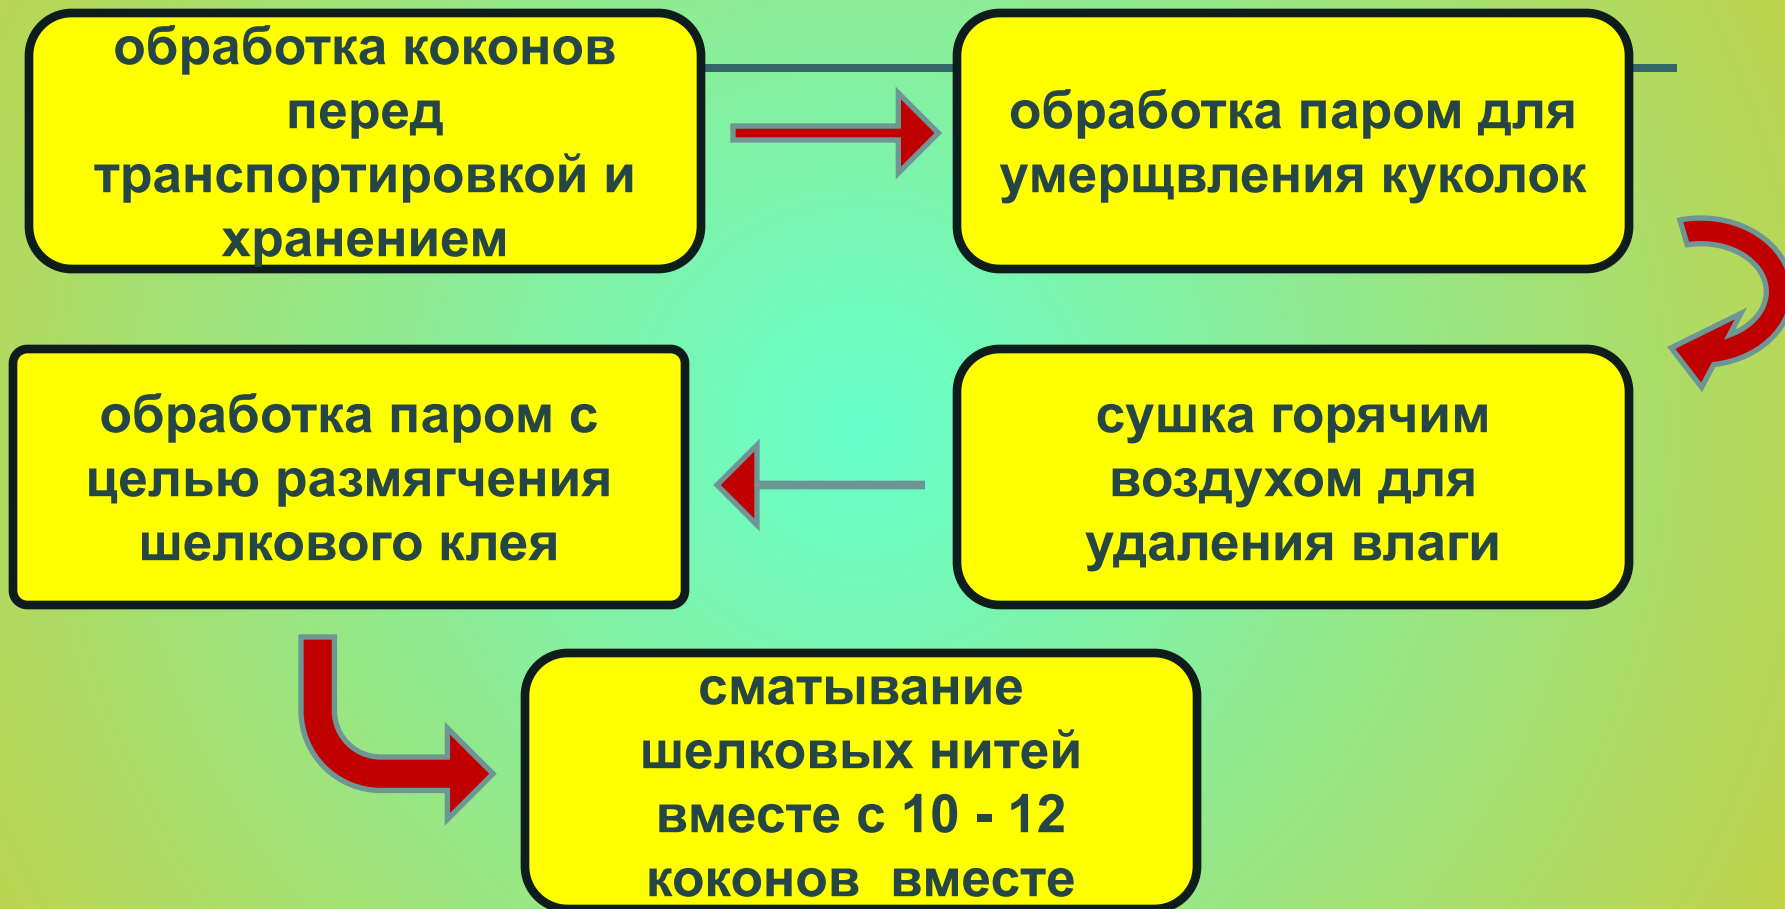 обработка коконов
перед
транспортировкой и
хранением
обработка паром для
умерщвления куколок
сушка горячим
воздухом для
удаления влаги
обработка паром с
целью размягчения
шелкового клея
сматывание
шелковых нитей
вместе с 10 - 12
коконов вместе